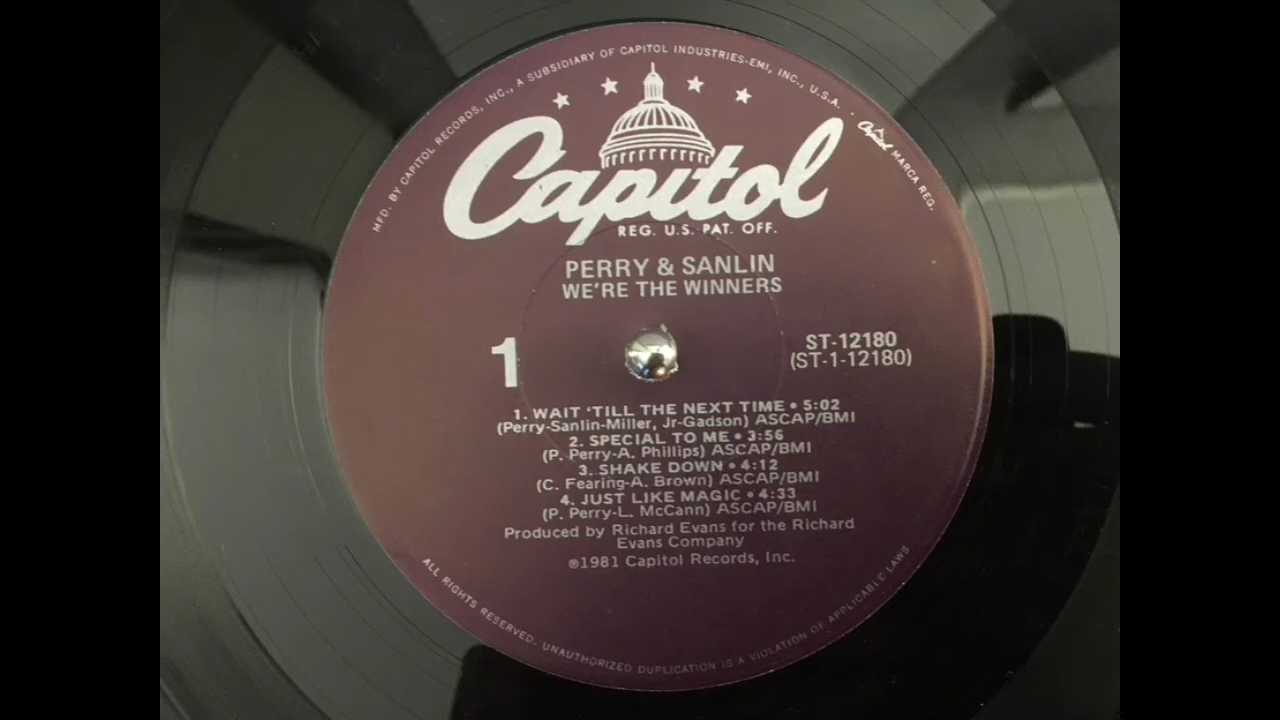 MFD. BY CAPITOL RECORDS, INC., A SUBSIDIARY OF CAPITOL INDUSTRIES-EMI, INC., U.S.A.
Capitol MARCA REG.
Capitol
REG. U.S. PAT. OFF.
PERRY & SANLIN
WE'RE THE WINNERS
1
ST-12180
(ST-1-12180)
1. WAIT 'TILL THE NEXT TIME • 5:02
(Perry-Sanlin-Miller, Jr-Gadson) ASCAP/BMI
2. SPECIAL TO ME • 3:56
(P. Perry-A. Phillips) ASCAP/BMI
3. SHAKE DOWN • 4:12
(C. Fearing-A. Brown) ASCAP/BMI
4. JUST LIKE MAGIC • 4:33
(P. Perry-L. McCann) ASCAP/BMI
Produced by Richard Evans for the Richard
Evans Company
℗1981 Capitol Records, Inc.
ALL RIGHTS RESERVED. UNAUTHORIZED DUPLICATION IS A VIOLATION OF APPLICABLE LAWS